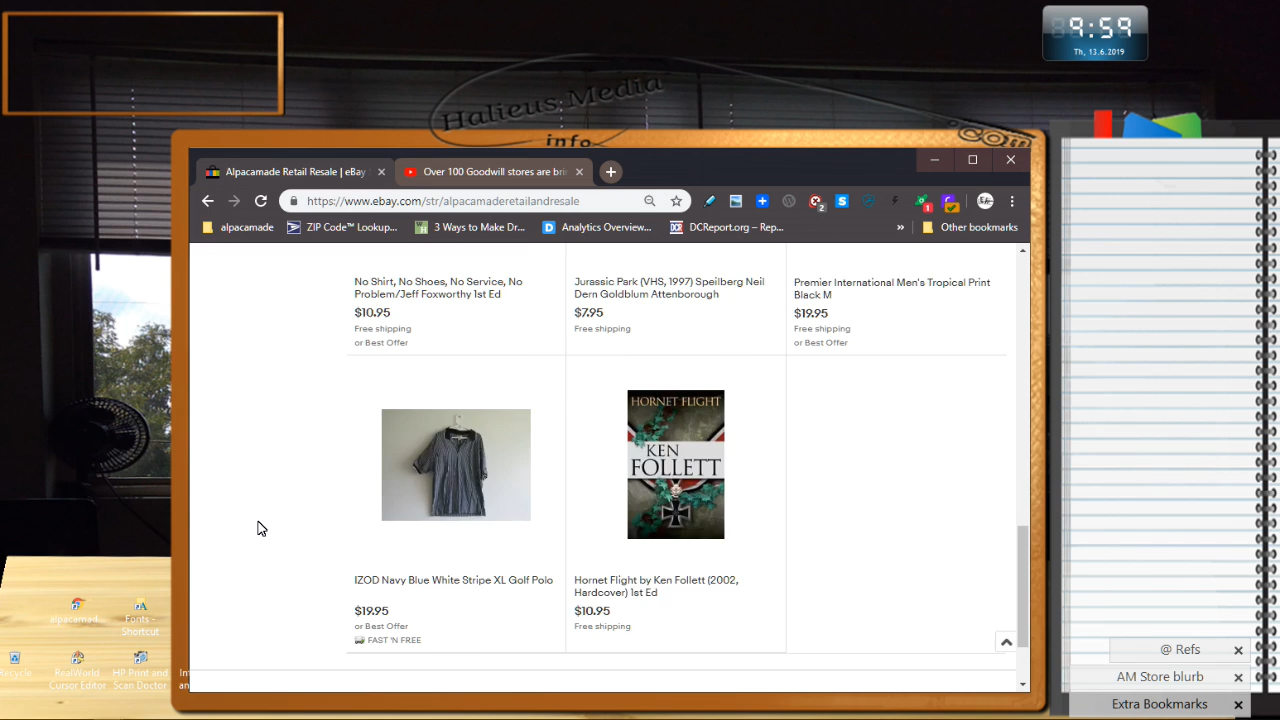 9:59
Th, 13.6.2019
Halieus Media
info
.com
Alpacamade Retail Resale | eBay
Over 100 Goodwill stores are bri
https://www.ebay.com/str/alpacamaderetailandresale
2
1
alpacamade
ZIP Code™ Lookup...
3 Ways to Make Dr...
Analytics Overview...
DCReport.org – Rep...
»
Other bookmarks
No Shirt, No Shoes, No Service, No
Problem/Jeff Foxworthy 1st Ed
$10.95
Free shipping
or Best Offer
Jurassic Park (VHS, 1997) Speilberg Neil
Dern Goldblum Attenborough
$7.95
Free shipping
Premier International Men's Tropical Print
Black M
$19.95
Free shipping
or Best Offer
HORNET FLIGHT
KEN
FOLLETT
IZOD Navy Blue White Stripe XL Golf Polo
$19.95
or Best Offer
FAST 'N FREE
Hornet Flight by Ken Follett (2002,
Hardcover) 1st Ed
$10.95
Free shipping
alpacamad...
Fonts -
Shortcut
Recycle
RealWorld
Cursor Editor
HP Print and
Scan Doctor
@ Refs
AM Store blurb
Extra Bookmarks